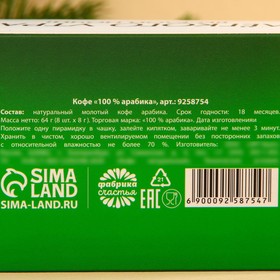 Кофе «100 % арабика», арт.: 9258754
Состав: натуральный молотый кофе арабика. Срок годности: 18 месяцев.
Масса нетто: 64 г (8 шт. х 8 г.). Торговая марка: «100 % арабика». Дата изготовления
Положите одну пирамидку в чашку, залейте кипятком, заваривайте не менее 3 минут.
Хранить в чистом, хорошо вентилируемом помещении без посторонних запахов
с относительной влажностью не более 70 %. Изготовитель:
SIMA
LAND
SIMA-LAND.RU
фабрика
счастья
EAC
21
PAP
6 900092 587547